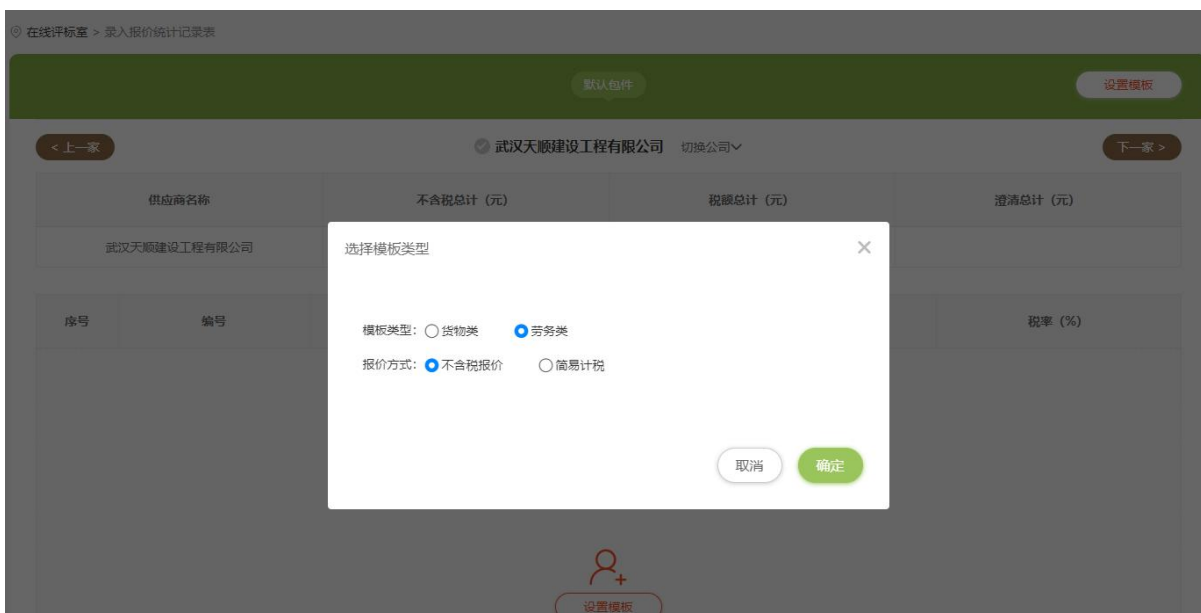 在线评标室 > 录入报价统计记录表
默认包件
设置模板
< 上一家
武汉天顺建设工程有限公司 切换公司
下一家 >
供应商名称 不含税总计（元） 税额总计（元） 澄清总计（元）
武汉天顺建设工程有限公司
选择模板类型
序号 编号 税率（%）
模板类型： 货物类 劳务类
报价方式： 不含税报价 简易计税
取消 确定
设置模板